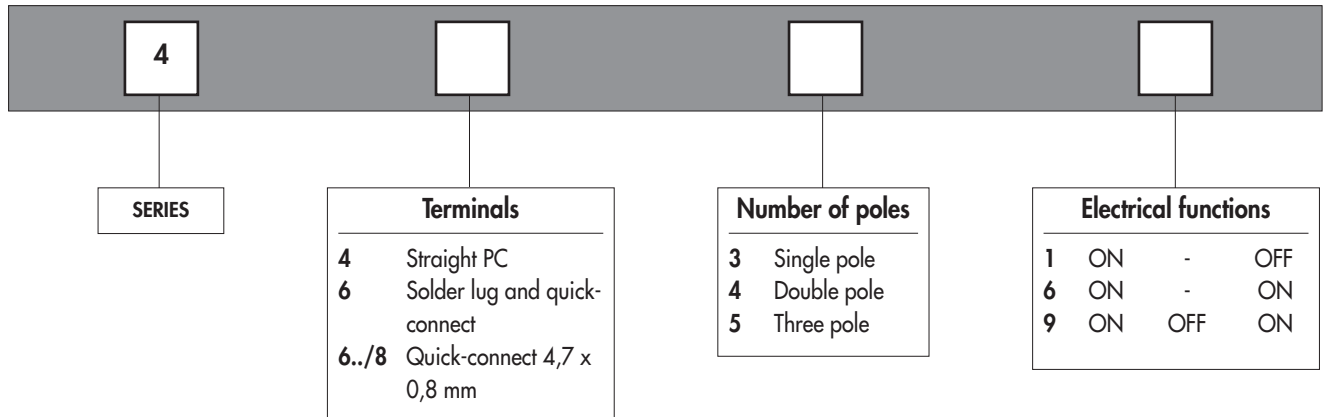 4
SERIES
Terminals
4 Straight PC
6 Solder lug and quick-
connect
6../8 Quick-connect 4,7 x
0,8 mm
Number of poles
3 Single pole
4 Double pole
5 Three pole
Electrical functions
1 ON - OFF
6 ON - ON
9 ON OFF ON